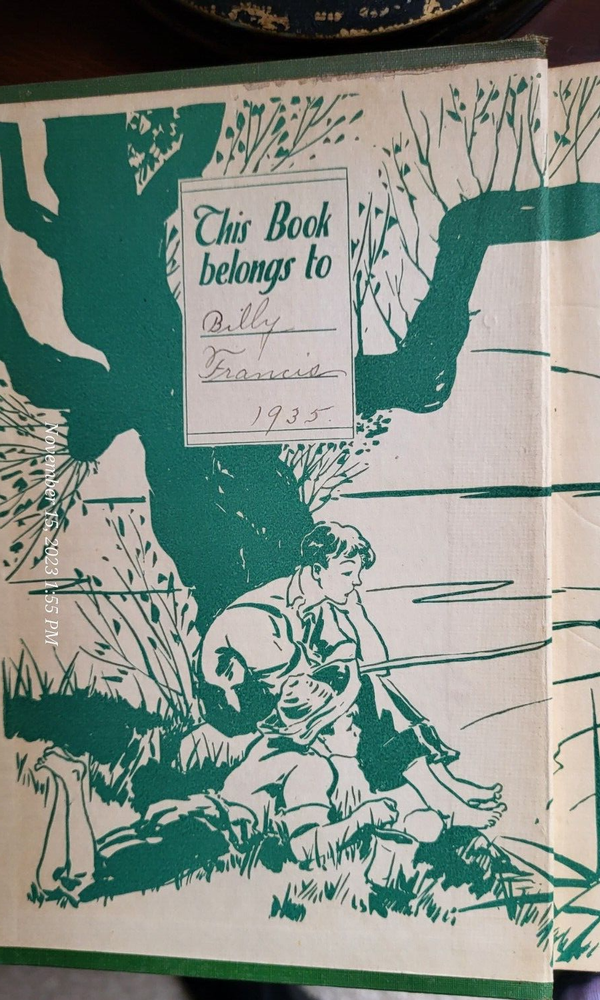 This Book
belongs to
Billy
Francis
1935.
November 15, 2023 1:55 PM